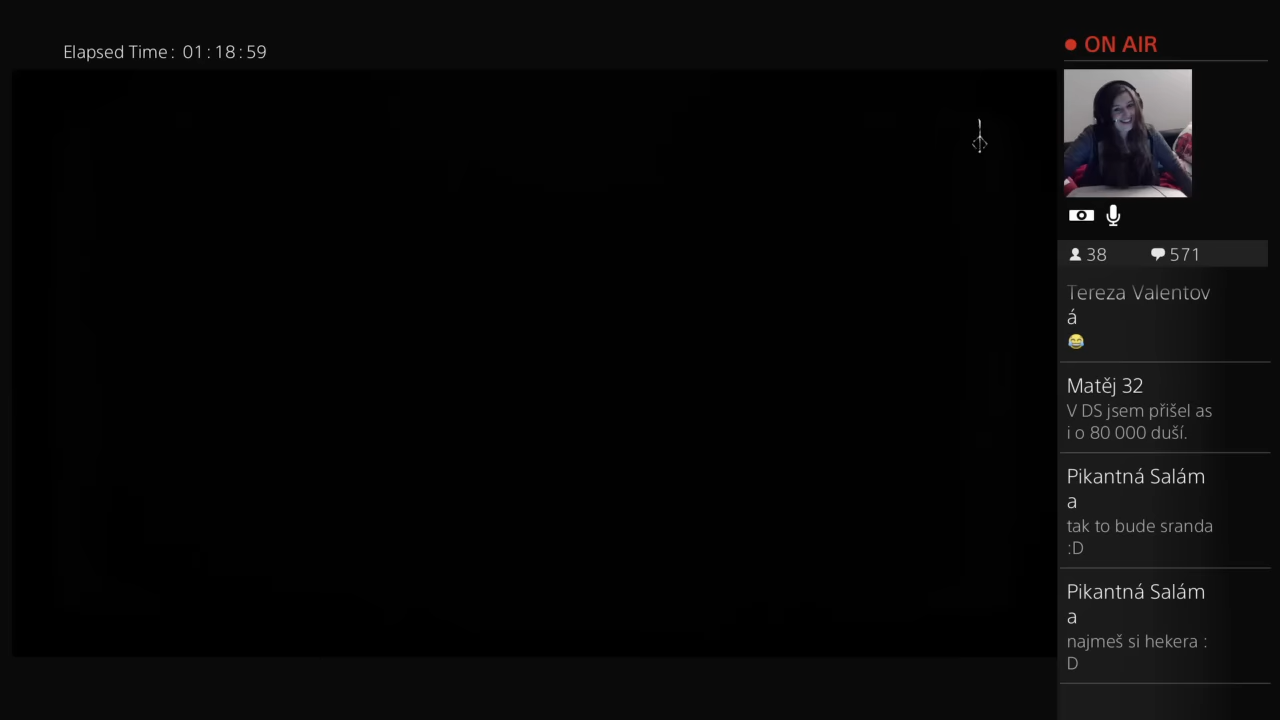 Elapsed Time: 01:18:59
ON AIR
38 571
Tereza Valentov
á
😂
Matěj 32
V DS jsem přišel as
i o 80 000 duší.
Pikantná Salám
a
tak to bude sranda
:D
Pikantná Salám
a
najmeš si hekera :
D